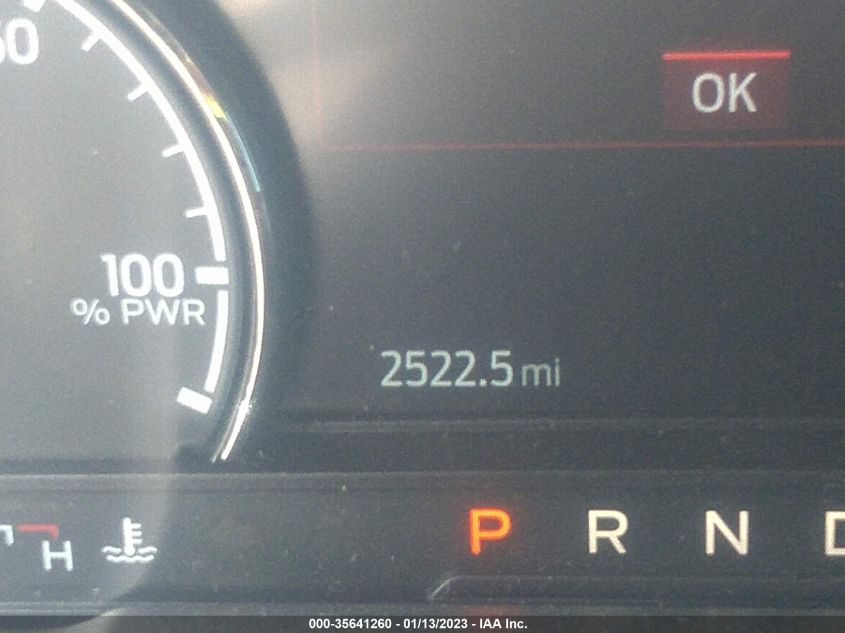 OK
100
% PWR
2522.5 mi
H
P R N D
000-35641260 - 01/13/2023 - IAA Inc.